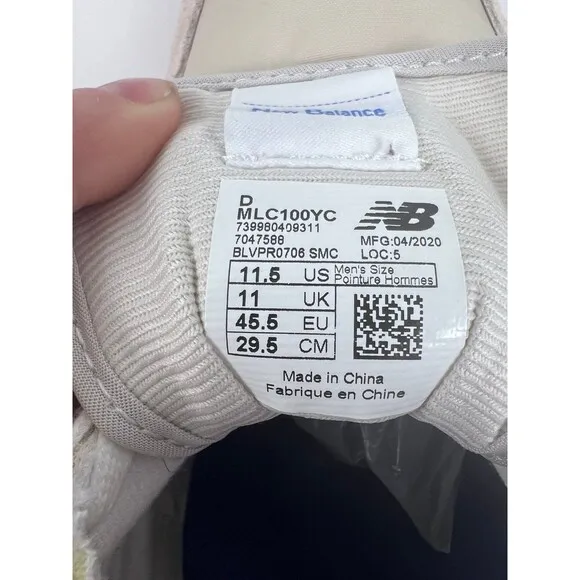 New Balance
D
MLC100YC
NB
739980409311
7047588
MFG:04/2020
BLVPR0706 SMC
LOC:5
11.5 US
Men's Size
Pointure Hommes
11 UK
45.5 EU
29.5 CM
Made in China
Fabrique en Chine